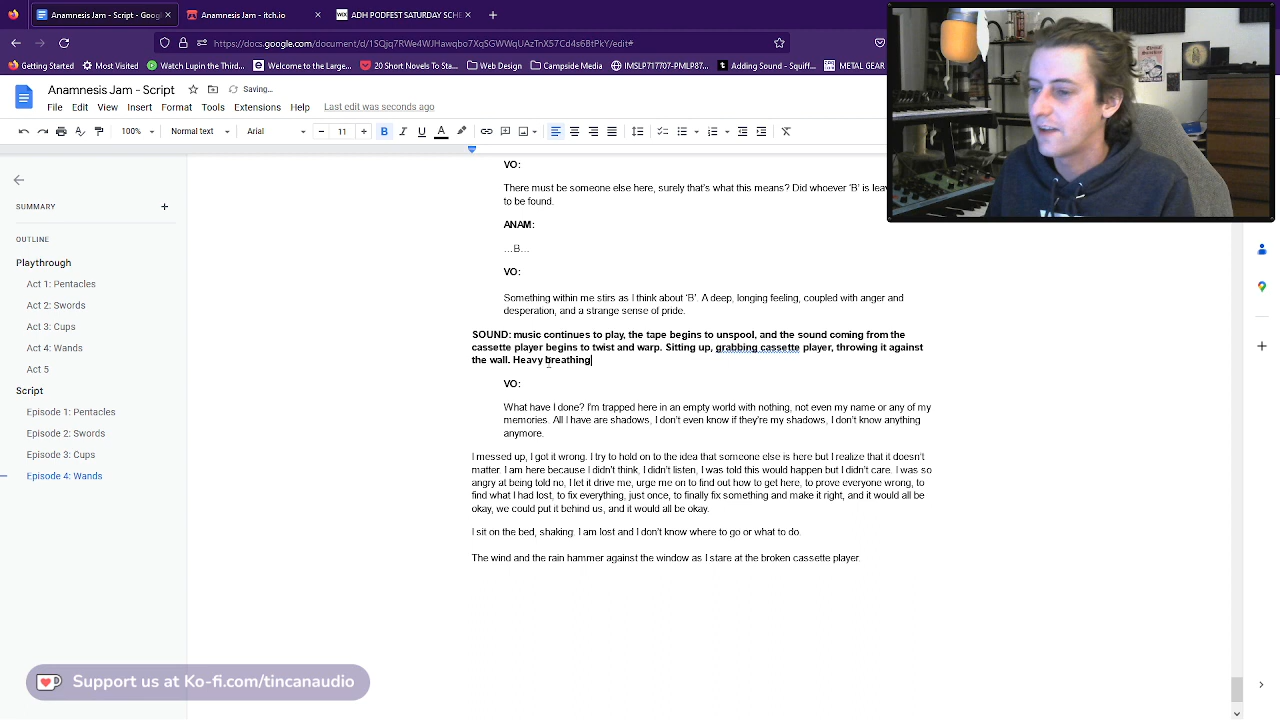 Anamnesis Jam - Script - Goog
Anamnesis Jam - itch.io
ADH PODFEST SATURDAY SCHE
https://docs.google.com/document/d/1SQjq7RWe4WJHawqbo7XqSGWWqUAzTnXS7Cd4s6BtPkY/edit#
Getting Started
Most Visited
Watch Lupin the Third...
Welcome to the Large...
20 Short Novels To S...
Web Design
Campside Media
IMSLP717707-PMLP87...
Adding Sound - Squiff...
METAL GEAR
Anamnesis Jam - Script
Saving...
File Edit View Insert Format Tools Extensions Help Last edit was seconds ago
100% Normal text Arial 11
SUMMARY
OUTLINE
Playthrough
Act 1: Pentacles
Act 2: Swords
Act 3: Cups
Act 4: Wands
Act 5
Script
Episode 1: Pentacles
Episode 2: Swords
Episode 3: Cups
Episode 4: Wands
VO:
There must be someone else here, surely that's what this means? Did whoever 'B' is leav
to be found.
ANAM:
...B...
VO:
Something within me stirs as I think about 'B'. A deep, longing feeling, coupled with anger and
desperation, and a strange sense of pride.
SOUND: music continues to play, the tape begins to unspool, and the sound coming from the
cassette player begins to twist and warp. Sitting up, grabbing cassette player, throwing it against
the wall. Heavy breathing
VO:
What have I done? I'm trapped here in an empty world with nothing, not even my name or any of my
memories. All I have are shadows, I don't even know if they're my shadows, I don't know anything
anymore.
I messed up, I got it wrong. I try to hold on to the idea that someone else is here but I realize that it doesn't
matter. I am here because I didn't think, I didn't listen, I was told this would happen but I didn't care. I was so
angry at being told no, I let it drive me, urge me on to find out how to get here, to prove everyone wrong, to
find what I had lost, to fix everything, just once, to finally fix something and make it right, and it would all be
okay, we could put it behind us, and it would all be okay.
I sit on the bed, shaking. I am lost and I don't know where to go or what to do.
The wind and the rain hammer against the window as I stare at the broken cassette player.
Support us at Ko-fi.com/tincanaudio